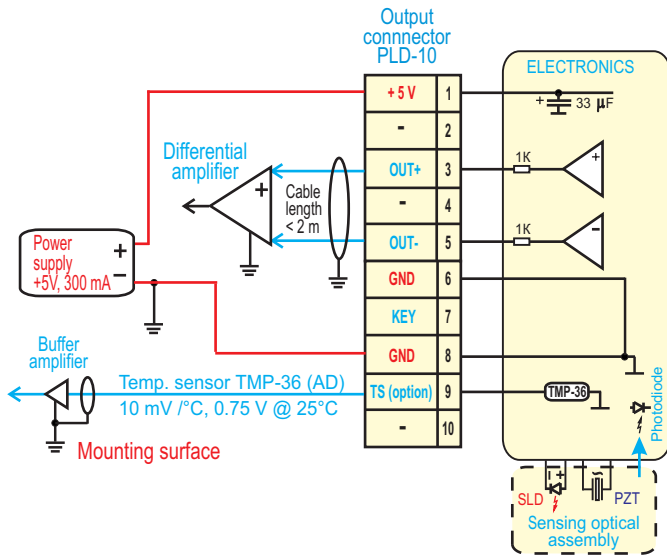 Output
connnector
PLD-10
ELECTRONICS
+ 5 V
1
+
33 µF
-
2
Differential
amplifier
OUT+
3
1K
+
+
Cable
length
< 2 m
-
4
OUT-
5
1K
-
Power
supply
+5V, 300 mA
+
-
GND
6
KEY
7
GND
8
Buffer
amplifier
Temp. sensor TMP-36 (AD)
10 mV /°C, 0.75 V @ 25°C
TS (option)
9
TMP-36
-
10
Photodiode
Mounting surface
- +
SLD
PZT
Sensing optical
assembly